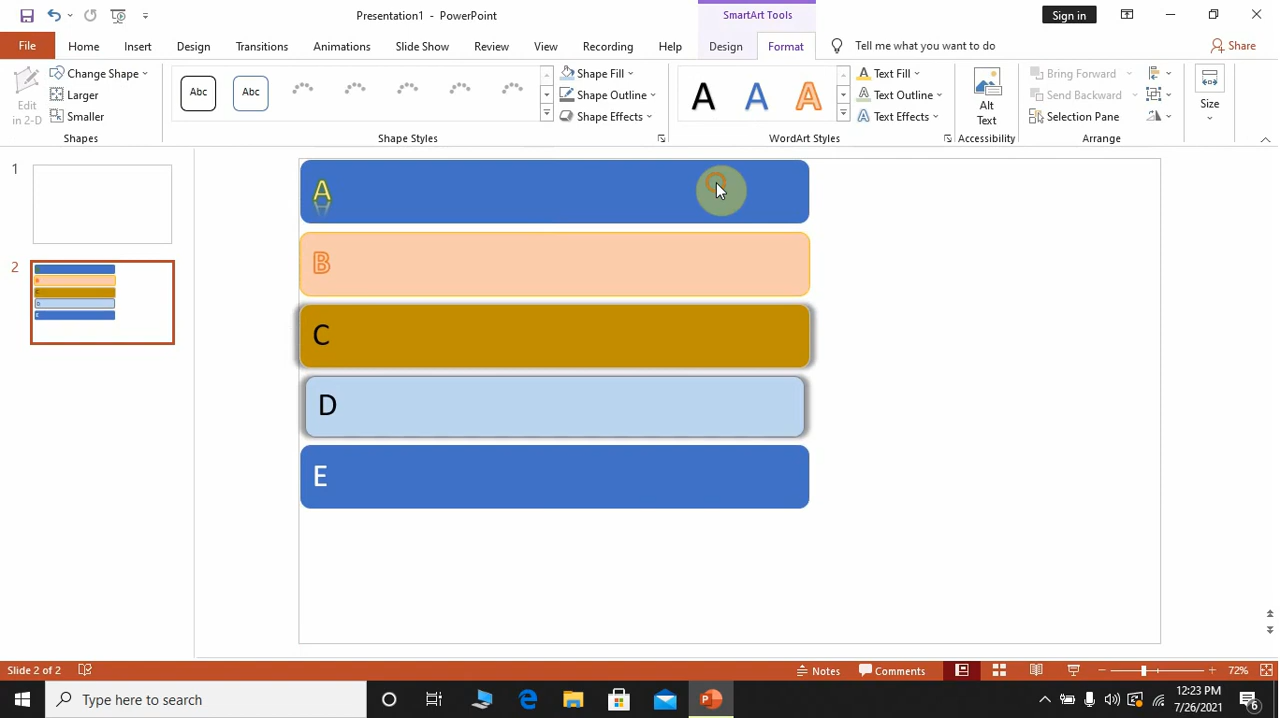 Presentation1 - PowerPoint
SmartArt Tools
Sign in
File
Home
Insert
Design
Transitions
Animations
Slide Show
Review
View
Recording
Help
Design
Format
Tell me what you want to do
Share
Edit
in 2-D
Change Shape
Larger
Smaller
Shapes
Abc
Abc
Shape Fill
Shape Outline
Shape Effects
Shape Styles
A
A
A
Text Fill
Text Outline
Text Effects
WordArt Styles
Alt
Text
Accessibility
Bring Forward
Send Backward
Selection Pane
Arrange
Size
1
2
A
B
C
D
E
Slide 2 of 2
Notes
Comments
72%
Type here to search
12:23 PM
7/26/2021
6